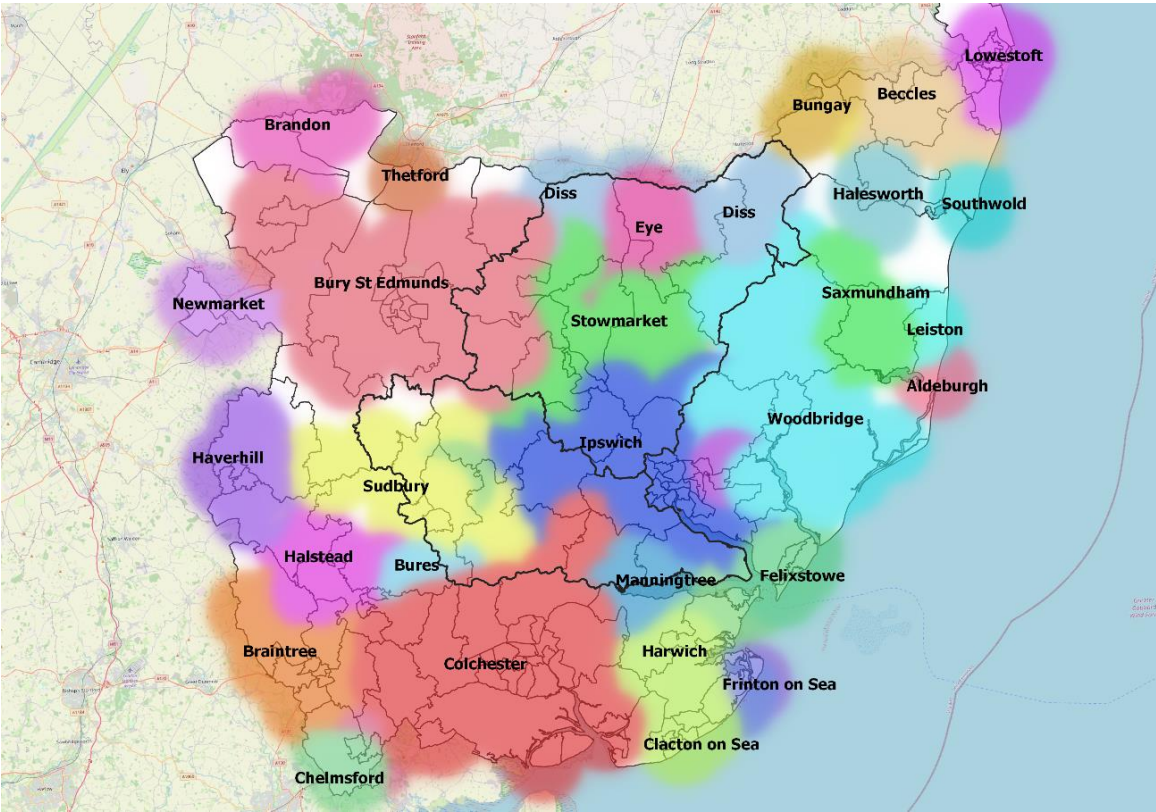 Lowestoft
Beccles
Bungay
Brandon
Thetford
Diss
Halesworth
Southwold
Eye
Diss
Bury St Edmunds
Newmarket
Saxmundham
Stowmarket
Leiston
Aldeburgh
Woodbridge
Ipswich
Haverhill
Sudbury
Halstead
Bures
Manningtree
Felixstowe
Braintree
Harwich
Colchester
Frinton on Sea
Clacton on Sea
Chelmsford
Ely